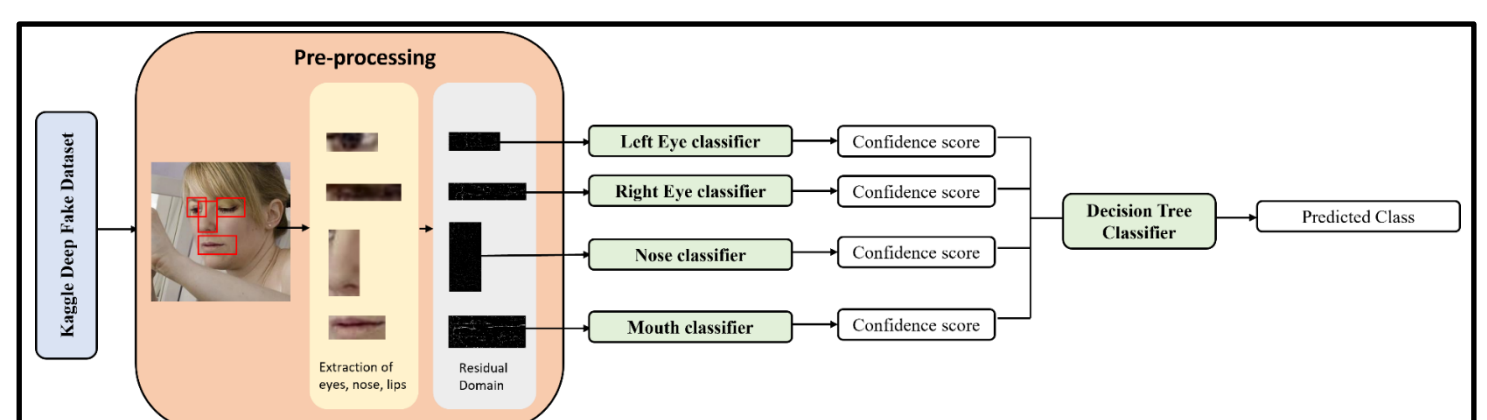 Pre-processing
Kaggle Deep Fake Dataset
Extraction of
eyes, nose, lips
Residual
Domain
Left Eye classifier
Confidence score
Right Eye classifier
Confidence score
Nose classifier
Confidence score
Mouth classifier
Confidence score
Decision Tree
Classifier
Predicted Class